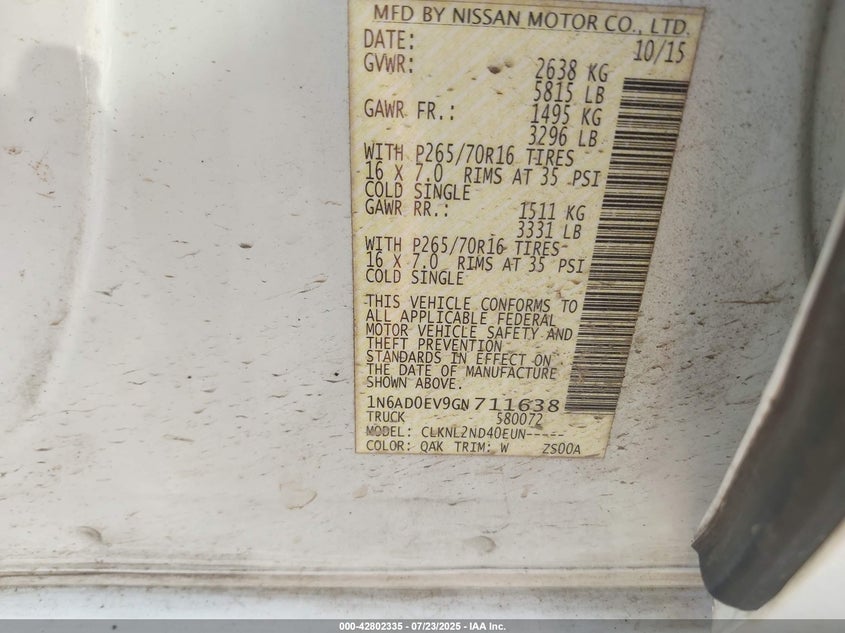 MFD BY NISSAN MOTOR CO., LTD.
DATE: 10/15
GVWR: 2638 KG
5815 LB
GAWR FR.: 1495 KG
3296 LB
WITH P265/70R16 TIRES
16 X 7.0 RIMS AT 35 PSI
COLD SINGLE
GAWR RR.: 1511 KG
3331 LB
WITH P265/70R16 TIRES
16 X 7.0 RIMS AT 35 PSI
COLD SINGLE
THIS VEHICLE CONFORMS TO
ALL APPLICABLE FEDERAL
MOTOR VEHICLE SAFETY AND
THEFT PREVENTION
STANDARDS IN EFFECT ON
THE DATE OF MANUFACTURE
SHOWN ABOVE.
1N6AD0EV9GN711638
TRUCK 580072
MODEL: CLKNL2ND40EUN-----
COLOR: QAK TRIM: W ZS00A
000-42802335 - 07/23/2025 - IAA Inc.